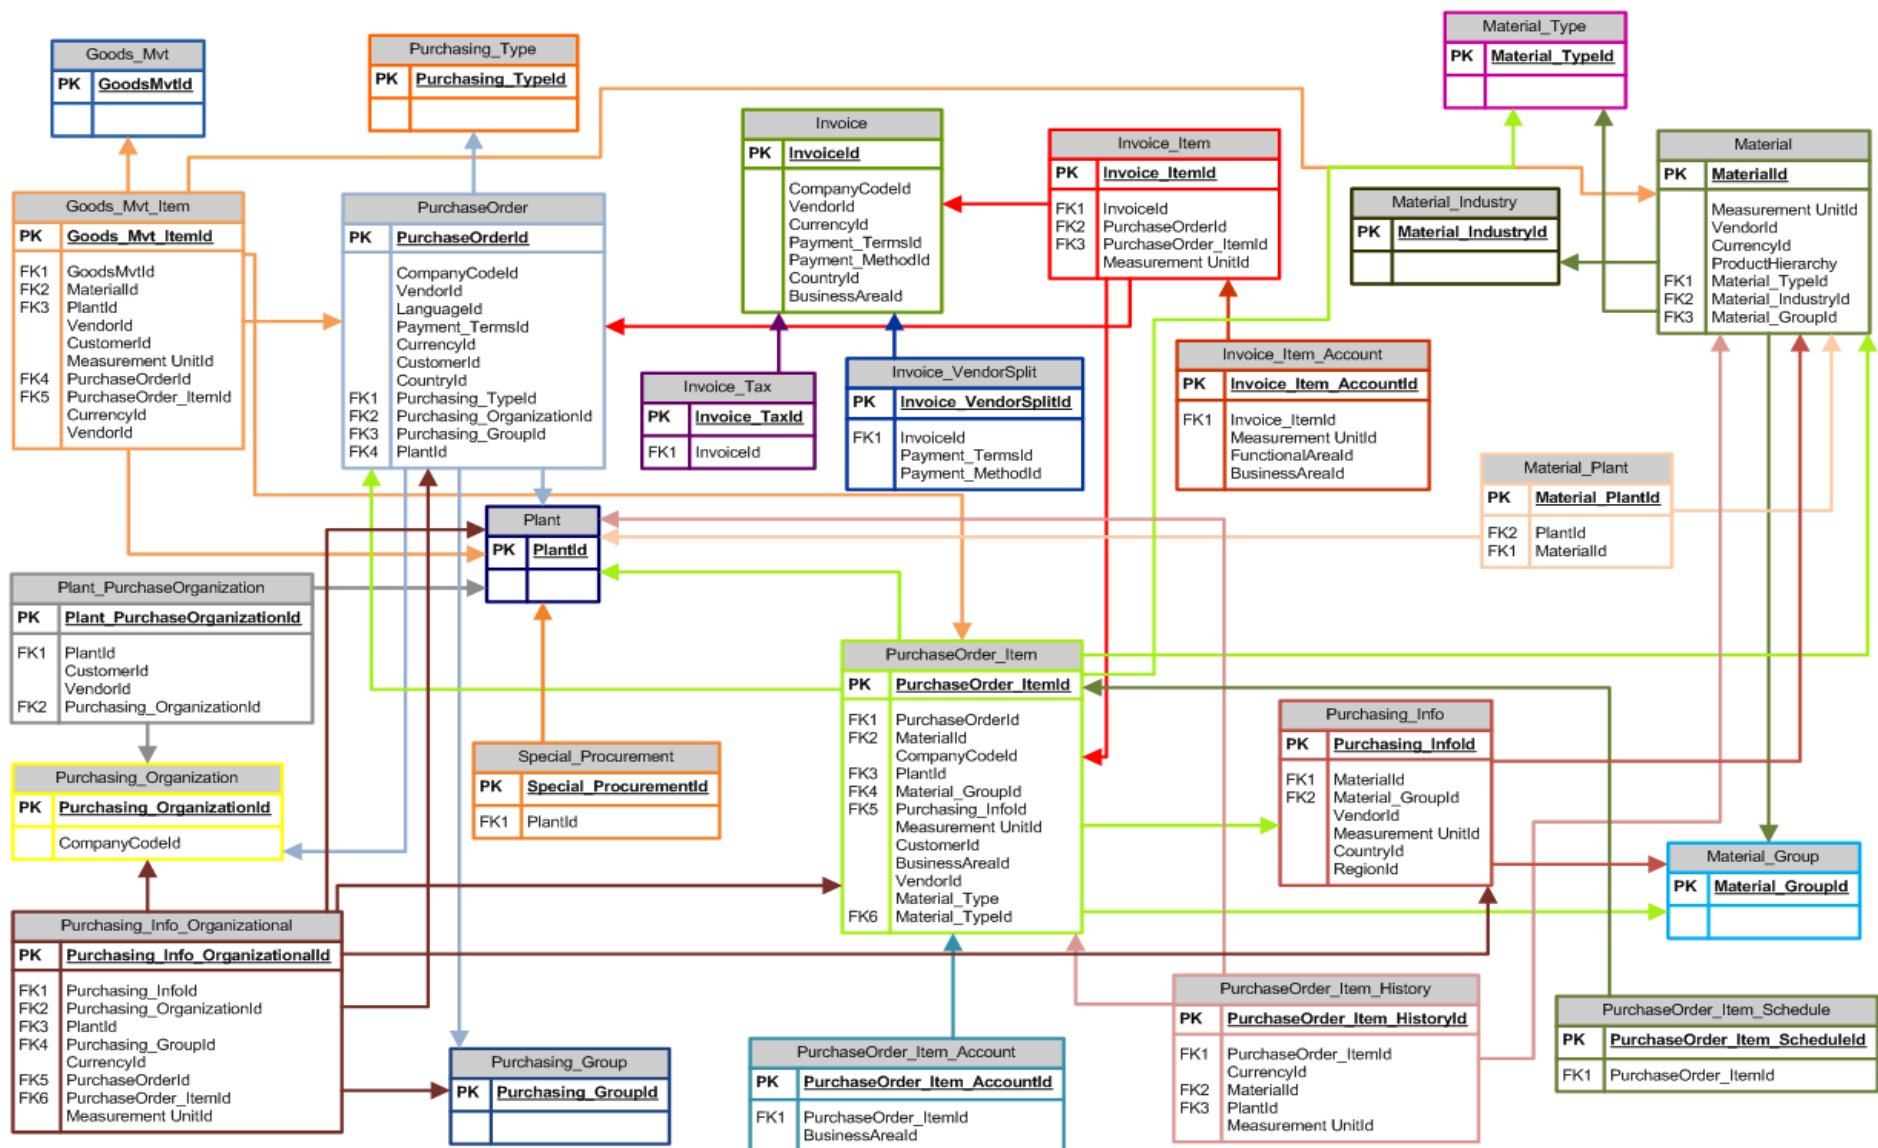 Goods_Mvt
PK GoodsMvtId
Purchasing_Type
PK Purchasing_TypeId
Material_Type
PK Material_TypeId
Invoice
PK InvoiceId
CompanyCodeId
VendorId
CurrencyId
Payment_TermsId
Payment_MethodId
CountryId
BusinessAreaId
Invoice_Item
PK Invoice_ItemId
FK1 InvoiceId
FK2 PurchaseOrderId
FK3 PurchaseOrder_ItemId
Measurement UnitId
Material
PK MaterialId
Measurement UnitId
VendorId
CurrencyId
ProductHierarchy
FK1 Material_TypeId
FK2 Material_IndustryId
FK3 Material_GroupId
Material_Industry
PK Material_IndustryId
Goods_Mvt_Item
PK Goods_Mvt_ItemId
FK1 GoodsMvtId
FK2 MaterialId
FK3 PlantId
VendorId
CustomerId
Measurement UnitId
FK4 PurchaseOrderId
FK5 PurchaseOrder_ItemId
CurrencyId
VendorId
PurchaseOrder
PK PurchaseOrderId
CompanyCodeId
VendorId
LanguageId
Payment_TermsId
CurrencyId
CustomerId
CountryId
FK1 Purchasing_TypeId
FK2 Purchasing_OrganizationId
FK3 Purchasing_GroupId
FK4 PlantId
Invoice_Tax
PK Invoice_TaxId
FK1 InvoiceId
Invoice_VendorSplit
PK Invoice_VendorSplitId
FK1 InvoiceId
Payment_TermsId
Payment_MethodId
Invoice_Item_Account
PK Invoice_Item_AccountId
FK1 Invoice_ItemId
Measurement UnitId
FunctionalAreaId
BusinessAreaId
Material_Plant
PK Material_PlantId
FK2 PlantId
FK1 MaterialId
Plant
PK PlantId
Plant_PurchaseOrganization
PK Plant_PurchaseOrganizationId
FK1 PlantId
CustomerId
VendorId
FK2 Purchasing_OrganizationId
PurchaseOrder_Item
PK PurchaseOrder_ItemId
FK1 PurchaseOrderId
FK2 MaterialId
CompanyCodeId
FK3 PlantId
FK4 Material_GroupId
FK5 Purchasing_InfoId
Measurement UnitId
CustomerId
BusinessAreaId
VendorId
Material_Type
FK6 Material_TypeId
Purchasing_Info
PK Purchasing_InfoId
FK1 MaterialId
FK2 Material_GroupId
VendorId
Measurement UnitId
CountryId
RegionId
Special_Procurement
PK Special_ProcurementId
FK1 PlantId
Purchasing_Organization
PK Purchasing_OrganizationId
CompanyCodeId
Material_Group
PK Material_GroupId
Purchasing_Info_Organizational
PK Purchasing_Info_OrganizationalId
FK1 Purchasing_InfoId
FK2 Purchasing_OrganizationId
FK3 PlantId
FK4 Purchasing_GroupId
CurrencyId
FK5 PurchaseOrderId
FK6 PurchaseOrder_ItemId
Measurement UnitId
Purchasing_Group
PK Purchasing_GroupId
PurchaseOrder_Item_Account
PK PurchaseOrder_Item_AccountId
FK1 PurchaseOrder_ItemId
BusinessAreaId
PurchaseOrder_Item_History
PK PurchaseOrder_Item_HistoryId
FK1 PurchaseOrder_ItemId
CurrencyId
FK2 MaterialId
FK3 PlantId
Measurement UnitId
PurchaseOrder_Item_Schedule
PK PurchaseOrder_Item_ScheduleId
FK1 PurchaseOrder_ItemId